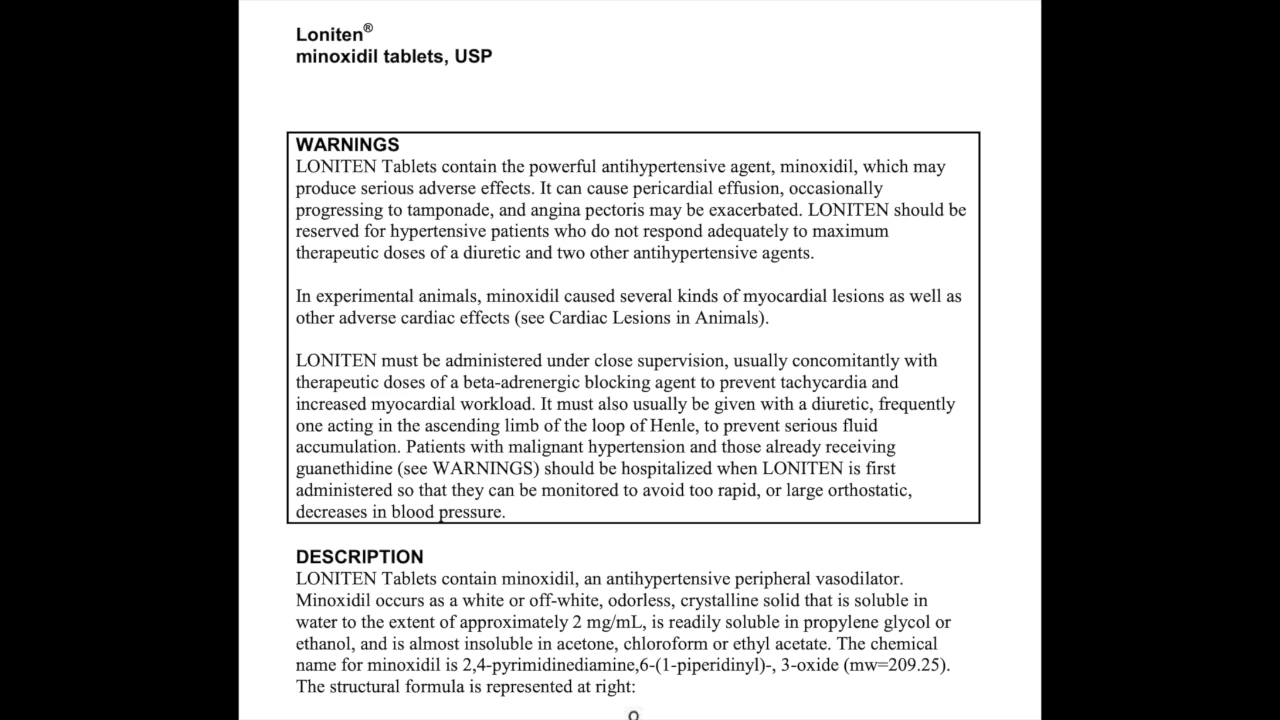 Loniten®
minoxidil tablets, USP
WARNINGS
LONITEN Tablets contain the powerful antihypertensive agent, minoxidil, which may
produce serious adverse effects. It can cause pericardial effusion, occasionally
progressing to tamponade, and angina pectoris may be exacerbated. LONITEN should be
reserved for hypertensive patients who do not respond adequately to maximum
therapeutic doses of a diuretic and two other antihypertensive agents.
In experimental animals, minoxidil caused several kinds of myocardial lesions as well as
other adverse cardiac effects (see Cardiac Lesions in Animals).
LONITEN must be administered under close supervision, usually concomitantly with
therapeutic doses of a beta-adrenergic blocking agent to prevent tachycardia and
increased myocardial workload. It must also usually be given with a diuretic, frequently
one acting in the ascending limb of the loop of Henle, to prevent serious fluid
accumulation. Patients with malignant hypertension and those already receiving
guanethidine (see WARNINGS) should be hospitalized when LONITEN is first
administered so that they can be monitored to avoid too rapid, or large orthostatic,
decreases in blood pressure.
DESCRIPTION
LONITEN Tablets contain minoxidil, an antihypertensive peripheral vasodilator.
Minoxidil occurs as a white or off-white, odorless, crystalline solid that is soluble in
water to the extent of approximately 2 mg/mL, is readily soluble in propylene glycol or
ethanol, and is almost insoluble in acetone, chloroform or ethyl acetate. The chemical
name for minoxidil is 2,4-pyrimidinediamine,6-(1-piperidinyl)-, 3-oxide (mw=209.25).
The structural formula is represented at right: